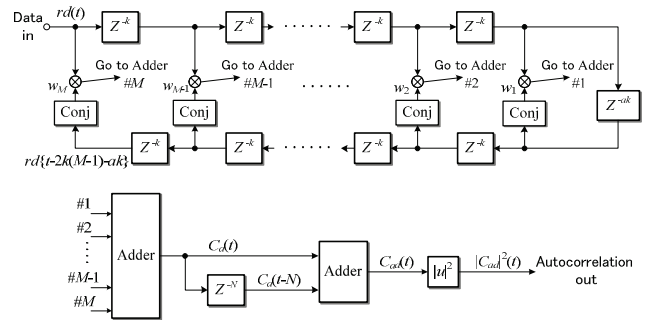 Data in
rd(t)
Z^-k
Z^-k
· · · · · ·
Z^-k
Z^-k
Go to Adder #M
Go to Adder #M-1
· · · · · ·
Go to Adder #2
Go to Adder #1
w_M
w_M-1
w_2
w_1
Conj
Conj
Conj
Conj
Z^-ak
rd{t-2k(M-1)-ak}
Z^-k
Z^-k
· · · · · ·
Z^-k
Z^-k
#1
#2
#M-1
#M
Adder
C_d(t)
Z^-N
C_d(t-N)
Adder
C_ad(t)
|u|^2
|C_ad|^2(t)
Autocorrelation out